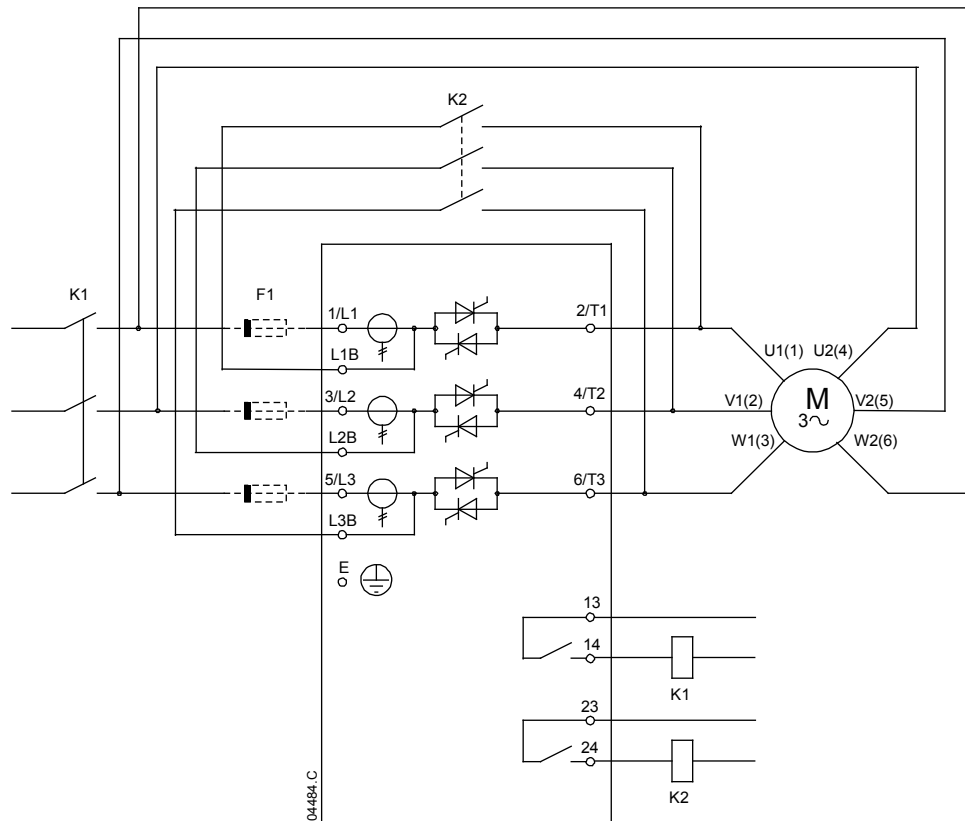 K2
K1
F1
1/L1
2/T1
L1B
U1(1)
U2(4)
3/L2
4/T2
V1(2)
M
3~
V2(5)
L2B
W1(3)
W2(6)
5/L3
6/T3
L3B
E
13
14
K1
23
24
K2
04484.C